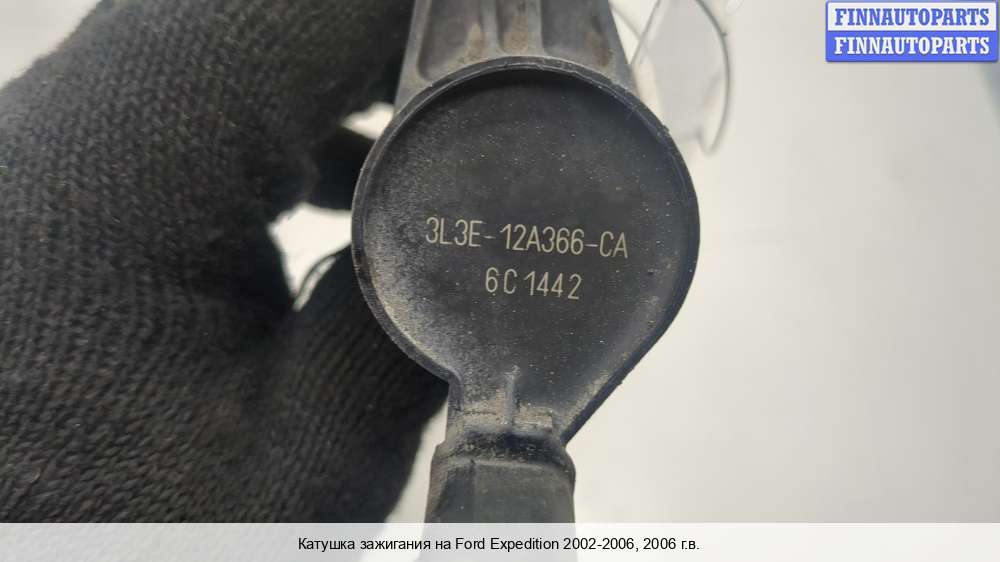 FINNAUTOPARTS
FINNAUTOPARTS
3L3E-12A366-CA
6C1442
Катушка зажигания на Ford Expedition 2002-2006, 2006 г.в.